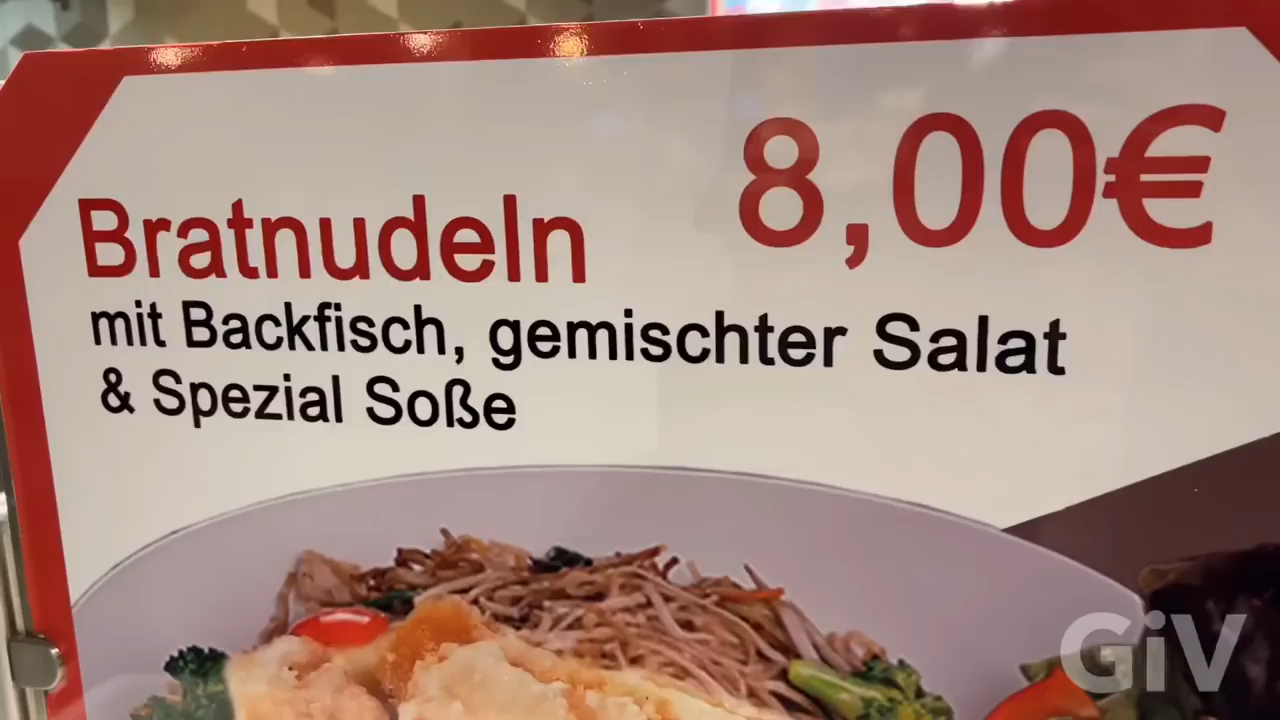 Bratnudeln 8,00€
mit Backfisch, gemischter Salat
& Spezial Soße
GiV